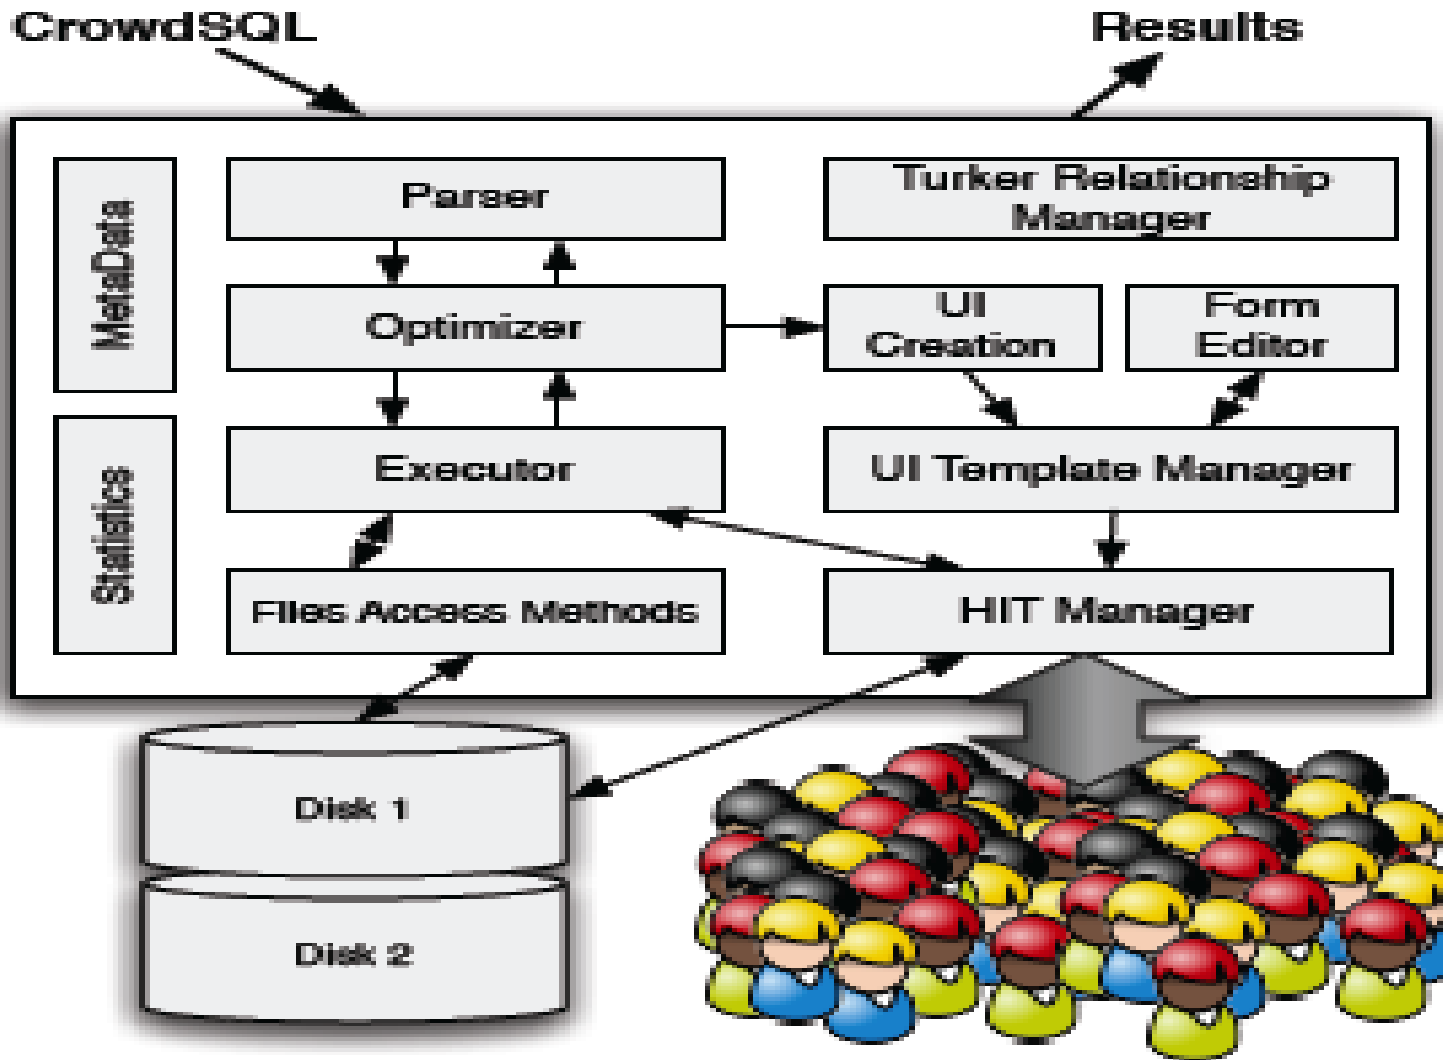 CrowdSQL
Results
MetaData
Statistics
Parser
Optimizer
Executor
Files Access Methods
Turker Relationship
Manager
UI
Creation
Form
Editor
UI Template Manager
HIT Manager
Disk 1
Disk 2